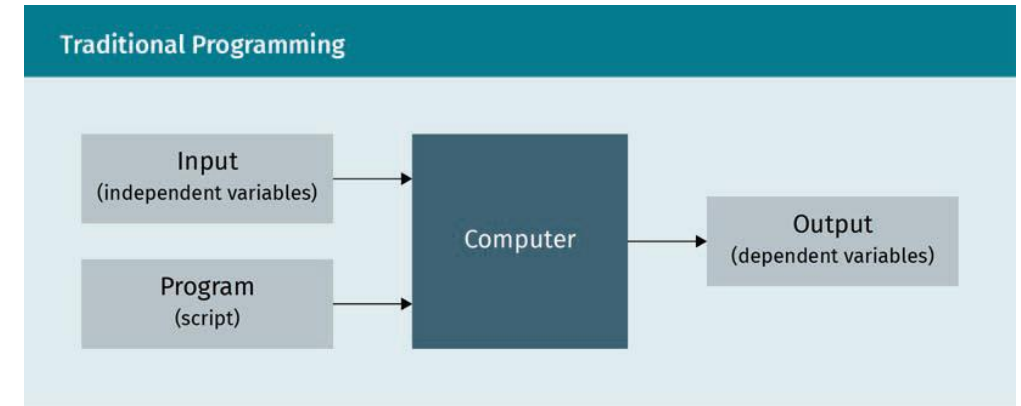 Traditional Programming
Input
(independent variables)
Program
(script)
Computer
Output
(dependent variables)